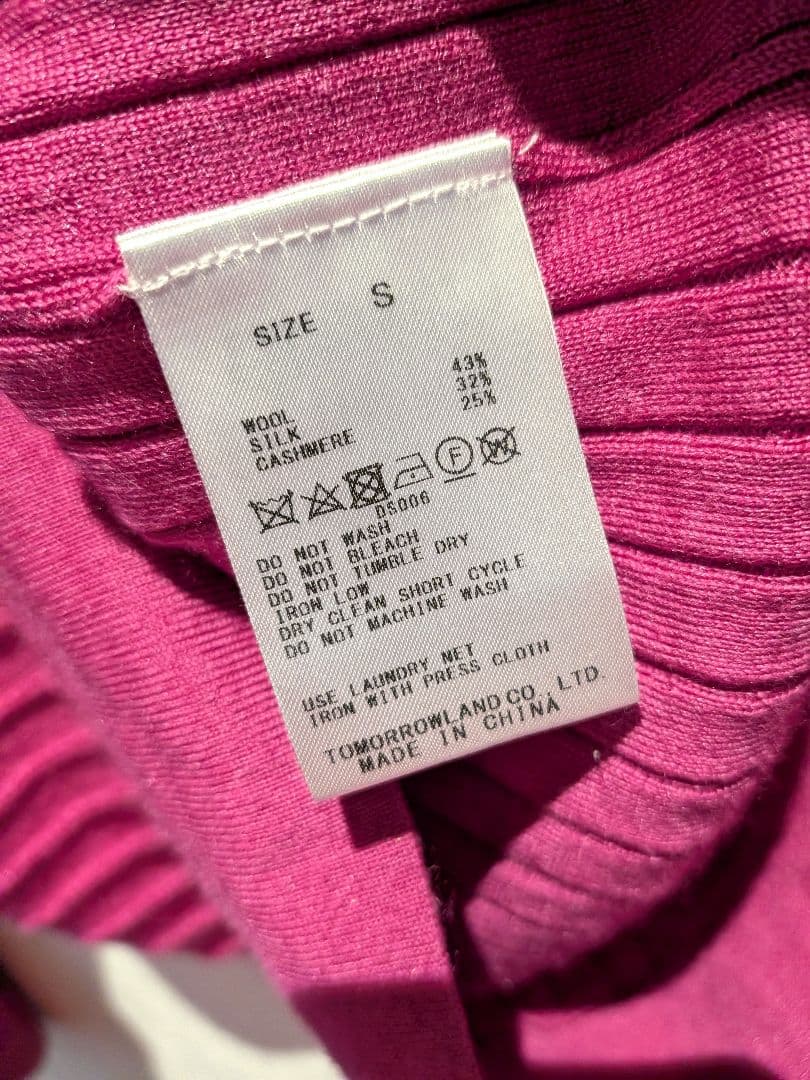 SIZE S
WOOL 43%
SILK 32%
CASHMERE 25%
F W
DS006
DO NOT WASH
DO NOT BLEACH
DO NOT TUMBLE DRY
IRON LOW
DRY CLEAN SHORT CYCLE
DO NOT MACHINE WASH
USE LAUNDRY NET
IRON WITH PRESS CLOTH
TOMORROWLAND CO.,LTD.
MADE IN CHINA